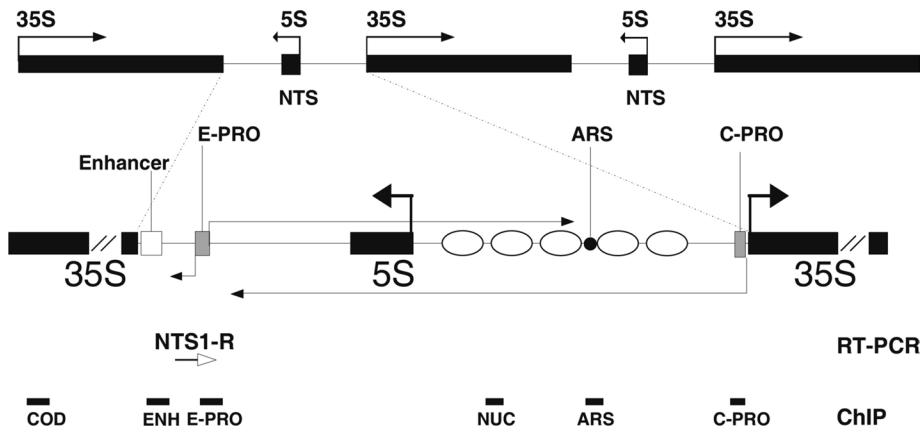 35S 5S 35S 5S 35S
NTS NTS
E-PRO ARS C-PRO
Enhancer
35S 5S 35S
NTS1-R
RT-PCR
COD ENH E-PRO NUC ARS C-PRO ChIP